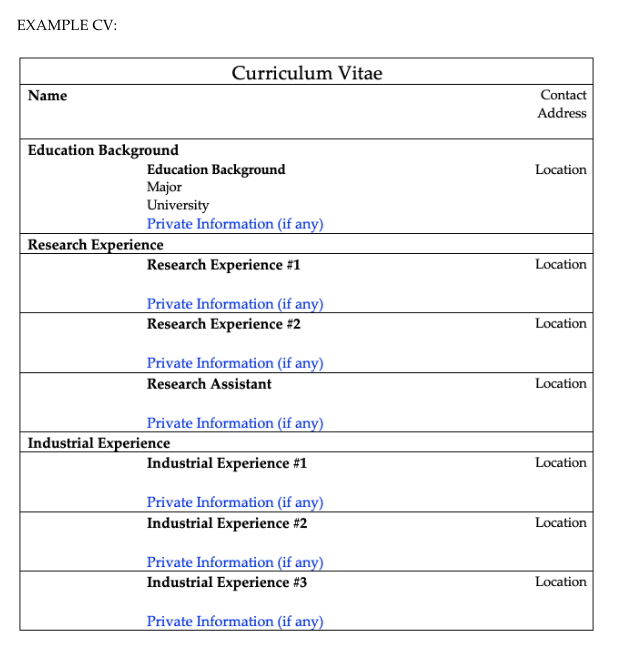 EXAMPLE CV:
Curriculum Vitae
Name Contact
Address
Education Background
Education Background Location
Major
University
Private Information (if any)
Research Experience
Research Experience #1 Location
Private Information (if any)
Research Experience #2 Location
Private Information (if any)
Research Assistant Location
Private Information (if any)
Industrial Experience
Industrial Experience #1 Location
Private Information (if any)
Industrial Experience #2 Location
Private Information (if any)
Industrial Experience #3 Location
Private Information (if any)